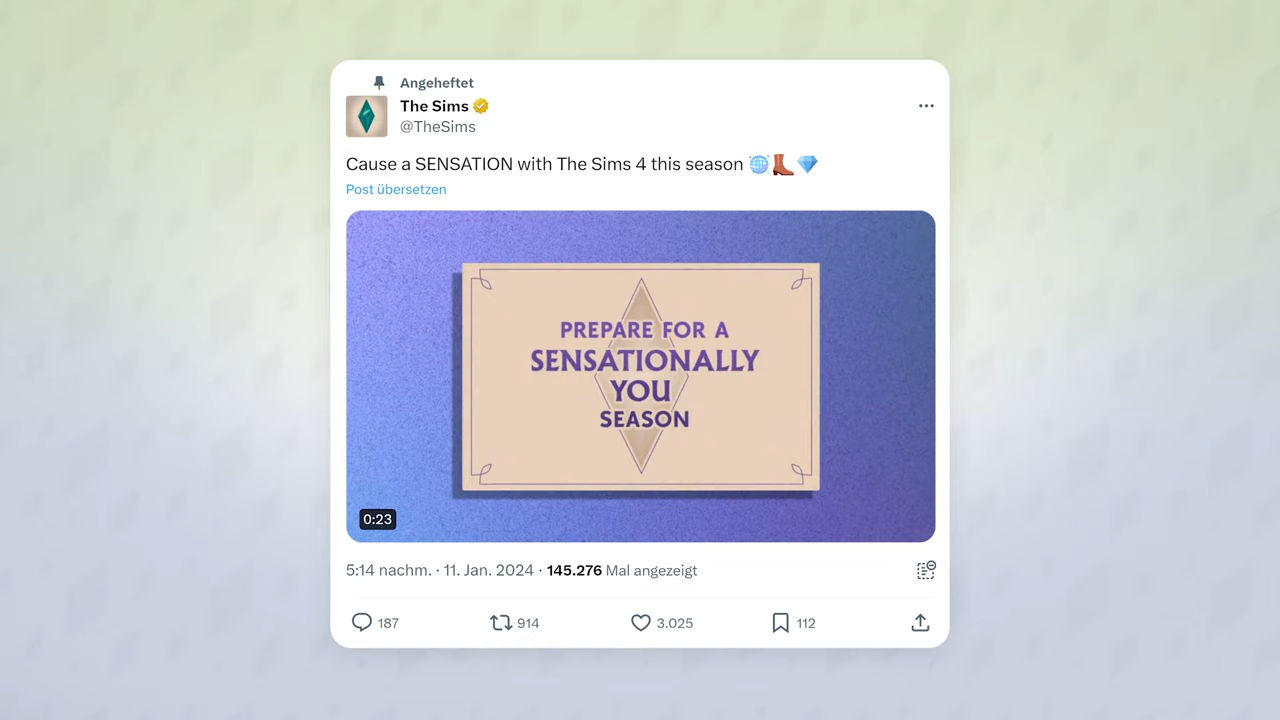 Angeheftet
The Sims
@TheSims
Cause a SENSATION with The Sims 4 this season 🪩👢💎
Post übersetzen
PREPARE FOR A
SENSATIONALLY
YOU
SEASON
0:23
5:14 nachm. · 11. Jan. 2024 · 145.276 Mal angezeigt
187 914 3.025 112